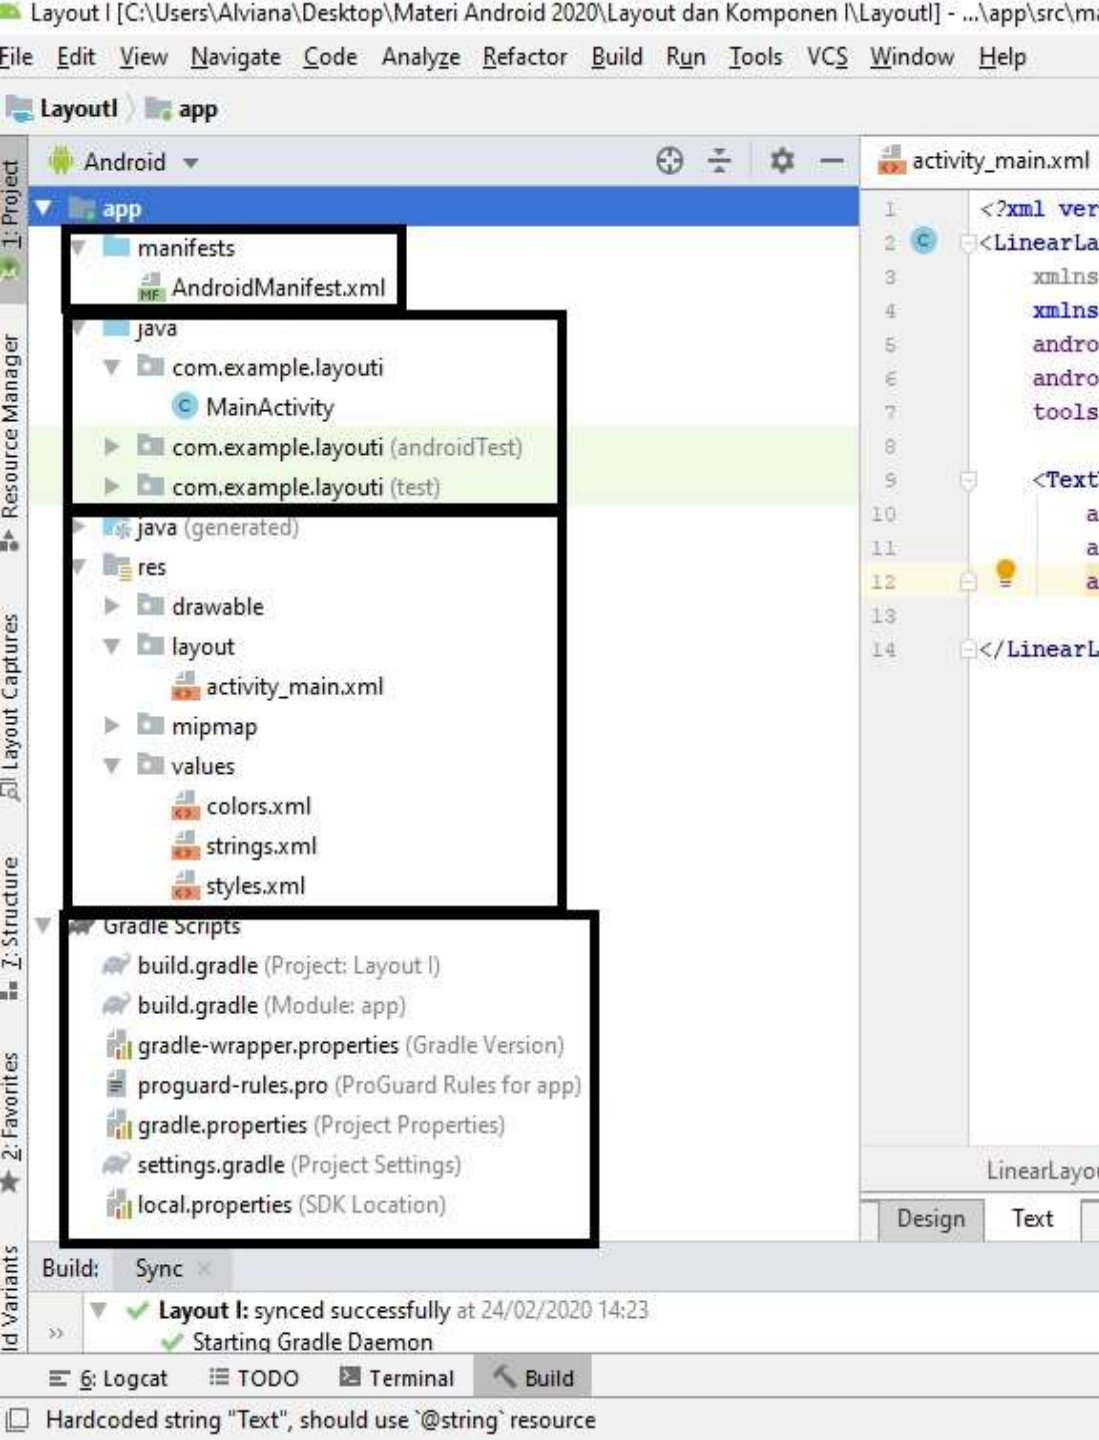 Layout I [C:\Users\Alviana\Desktop\Materi Android 2020\Layout dan Komponen I\LayoutI] - ...\app\src\ma
File Edit View Navigate Code Analyze Refactor Build Run Tools VCS Window Help
LayoutI app
1: Project
Resource Manager
Layout Captures
7: Structure
2: Favorites
ld Variants
Android
app
manifests
AndroidManifest.xml
java
com.example.layouti
MainActivity
com.example.layouti (androidTest)
com.example.layouti (test)
java (generated)
res
drawable
layout
activity_main.xml
mipmap
values
colors.xml
strings.xml
styles.xml
Gradle Scripts
build.gradle (Project: Layout I)
build.gradle (Module: app)
gradle-wrapper.properties (Gradle Version)
proguard-rules.pro (ProGuard Rules for app)
gradle.properties (Project Properties)
settings.gradle (Project Settings)
local.properties (SDK Location)
activity_main.xml
1 <?xml ver
2 <LinearLa
3 xmlns
4 xmlns
5 andro
6 andro
7 tools
8
9 <Text
10 a
11 a
12 a
13
14 </LinearL
LinearLayou
Design Text
Build: Sync ×
Layout I: synced successfully at 24/02/2020 14:23
» Starting Gradle Daemon
6: Logcat TODO Terminal Build
Hardcoded string "Text", should use `@string` resource